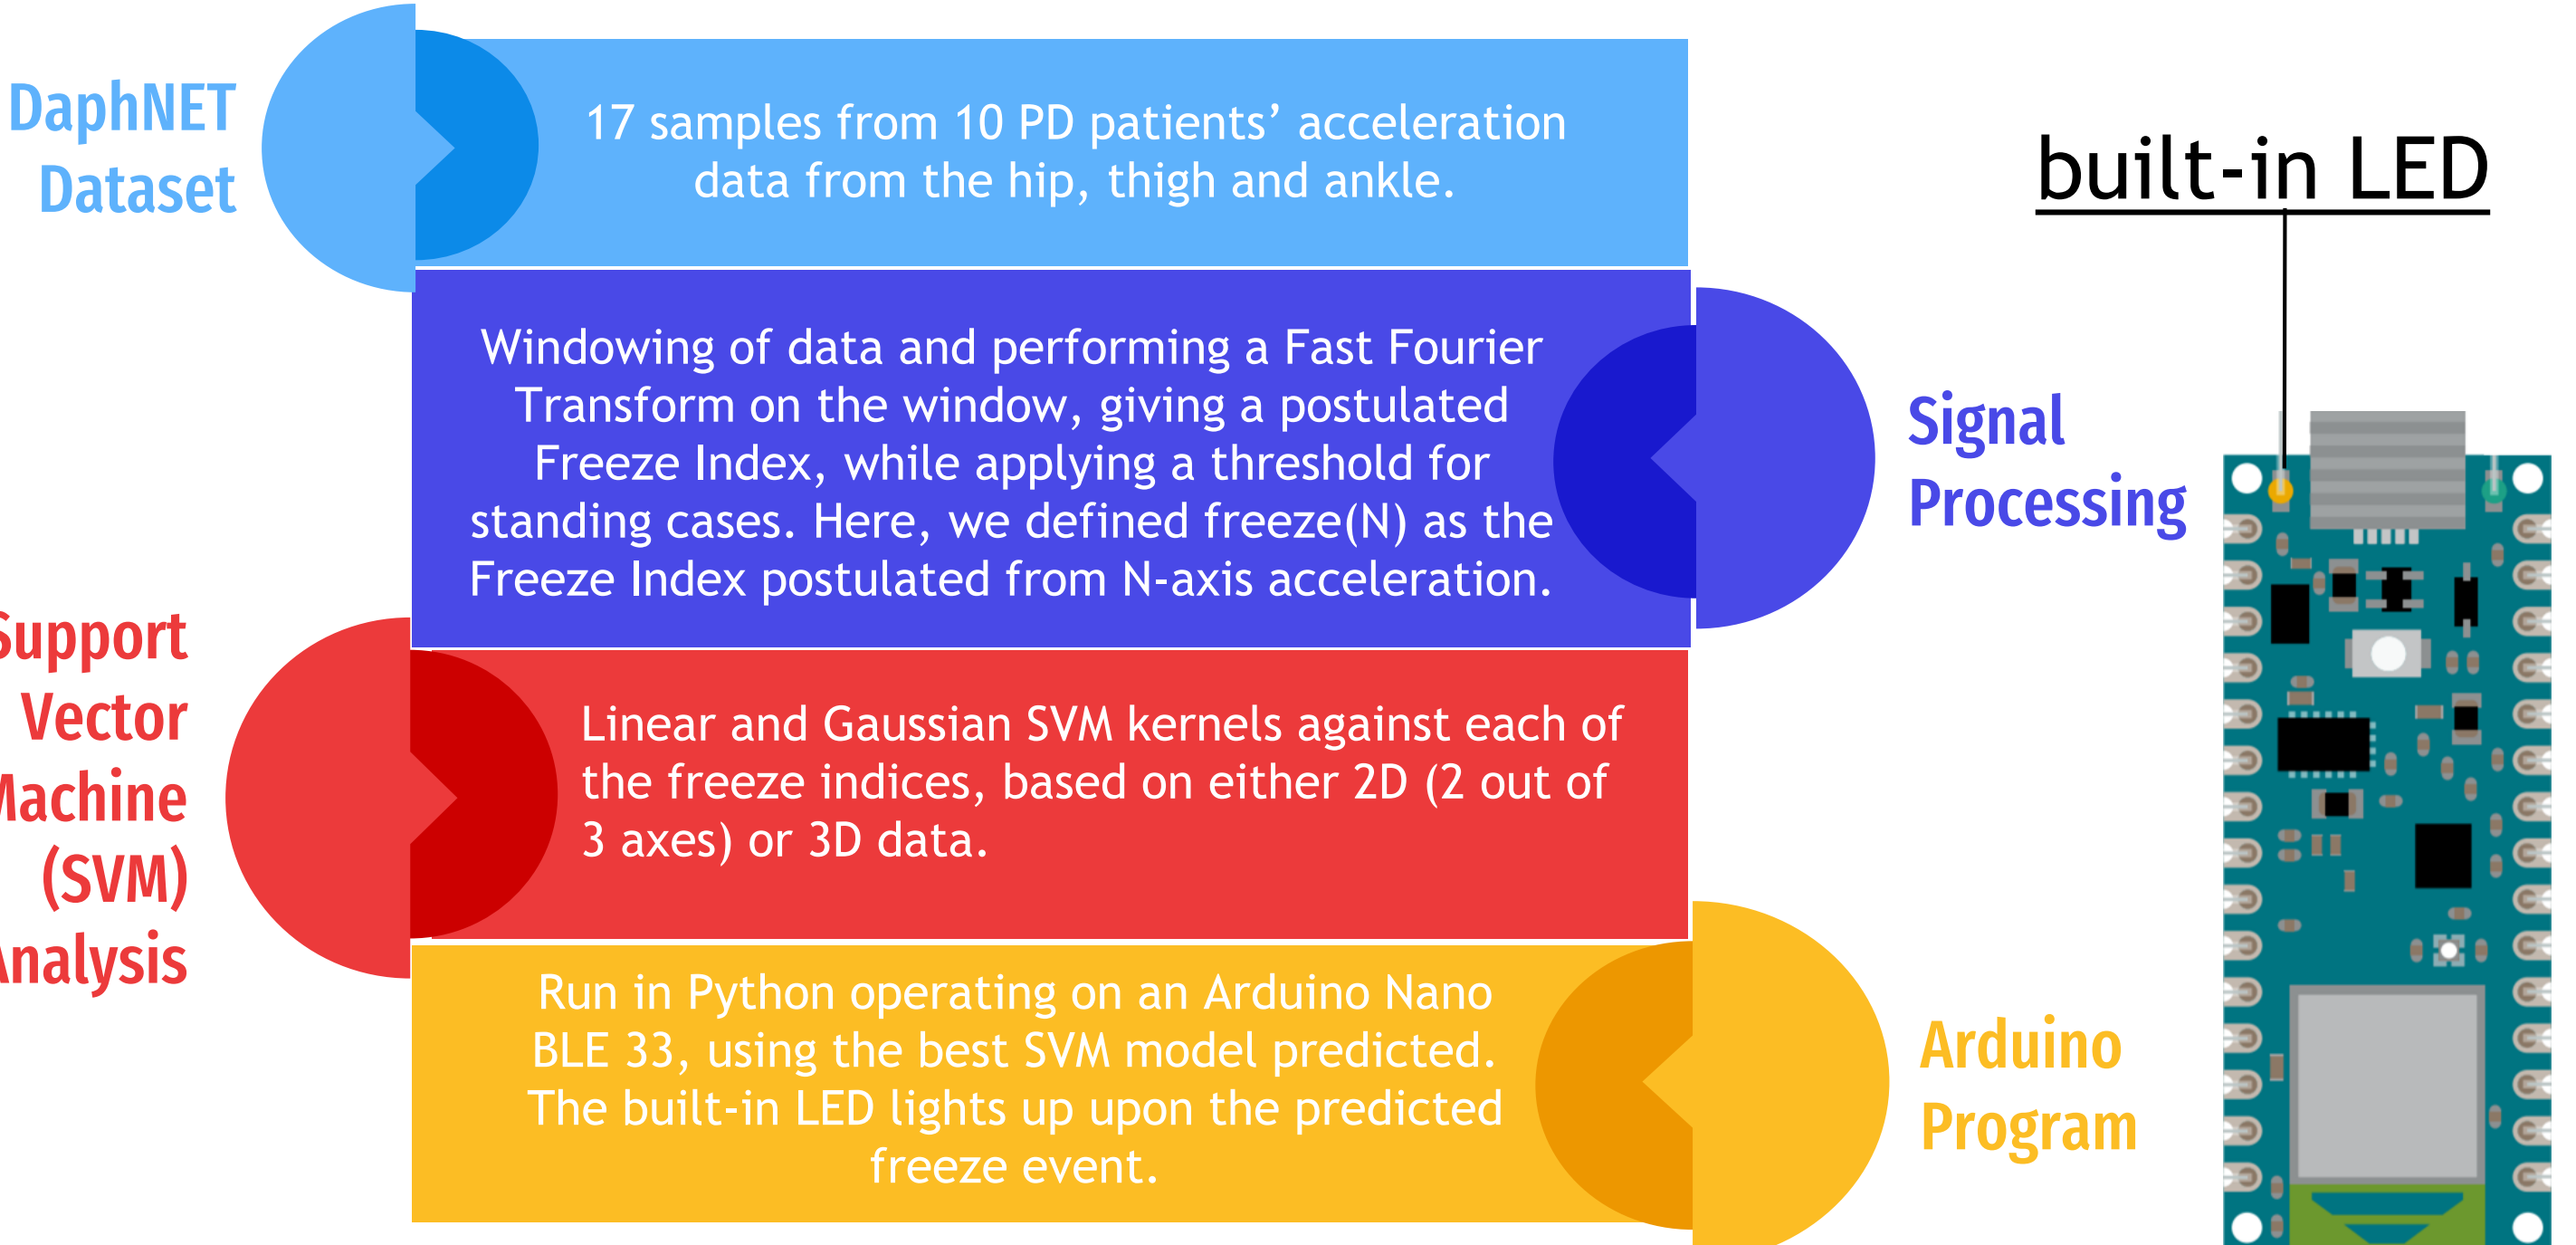 DaphNET
Dataset
17 samples from 10 PD patients’ acceleration
data from the hip, thigh and ankle.
built-in LED
Windowing of data and performing a Fast Fourier
Transform on the window, giving a postulated
Freeze Index, while applying a threshold for
standing cases. Here, we defined freeze(N) as the
Freeze Index postulated from N-axis acceleration.
Signal
Processing
Support
Vector
Machine
(SVM)
Analysis
Linear and Gaussian SVM kernels against each of
the freeze indices, based on either 2D (2 out of
3 axes) or 3D data.
Run in Python operating on an Arduino Nano
BLE 33, using the best SVM model predicted.
The built-in LED lights up upon the predicted
freeze event.
Arduino
Program